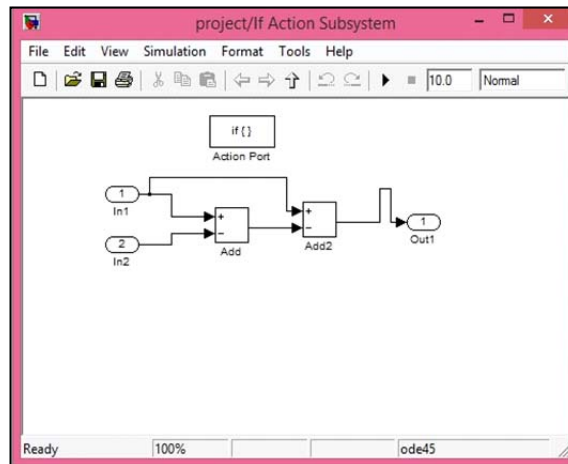 project/If Action Subsystem
File Edit View Simulation Format Tools Help
10.0 Normal
if { }
Action Port
1
In1
2
In2
+
−
Add
+
−
Add2
1
Out1
Ready 100% ode45